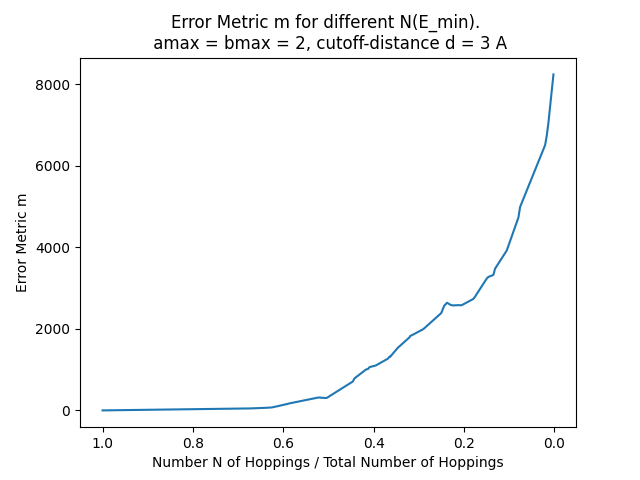 Error Metric m for different N(E_min).
amax = bmax = 2, cutoff-distance d = 3 A
8000
6000
4000
2000
0
Error Metric m
1.0 0.8 0.6 0.4 0.2 0.0
Number N of Hoppings / Total Number of Hoppings